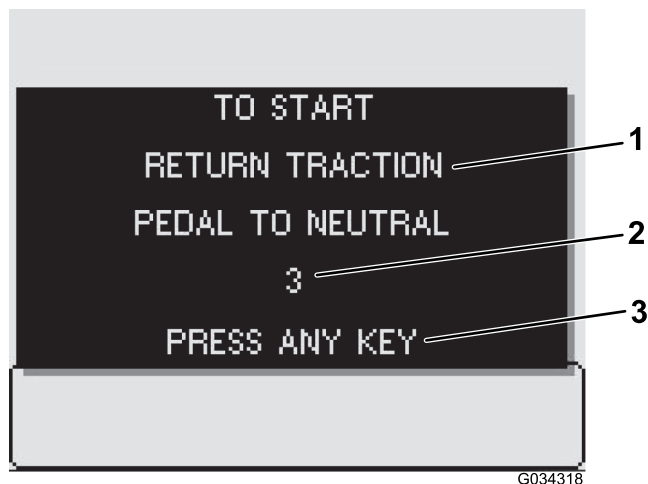 TO START
RETURN TRACTION
PEDAL TO NEUTRAL
3
PRESS ANY KEY
1
2
3
G034318